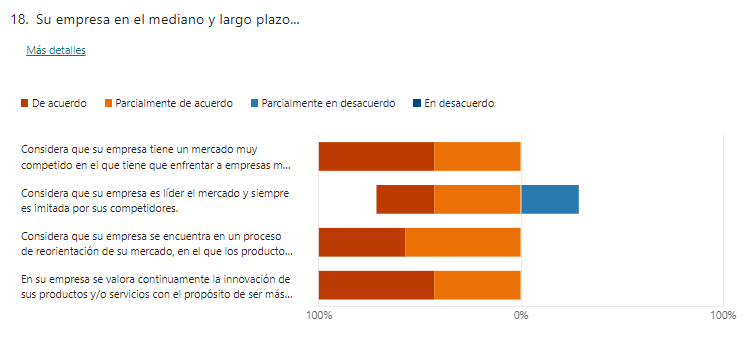 18. Su empresa en el mediano y largo plazo...
Más detalles
De acuerdo Parcialmente de acuerdo Parcialmente en desacuerdo En desacuerdo
Considera que su empresa tiene un mercado muy
competido en el que tiene que enfrentar a empresas m...
Considera que su empresa es líder el mercado y siempre
es imitada por sus competidores.
Considera que su empresa se encuentra en un proceso
de reorientación de su mercado, en el que los producto...
En su empresa se valora continuamente la innovación de
sus productos y/o servicios con el propósito de ser más...
100% 0% 100%